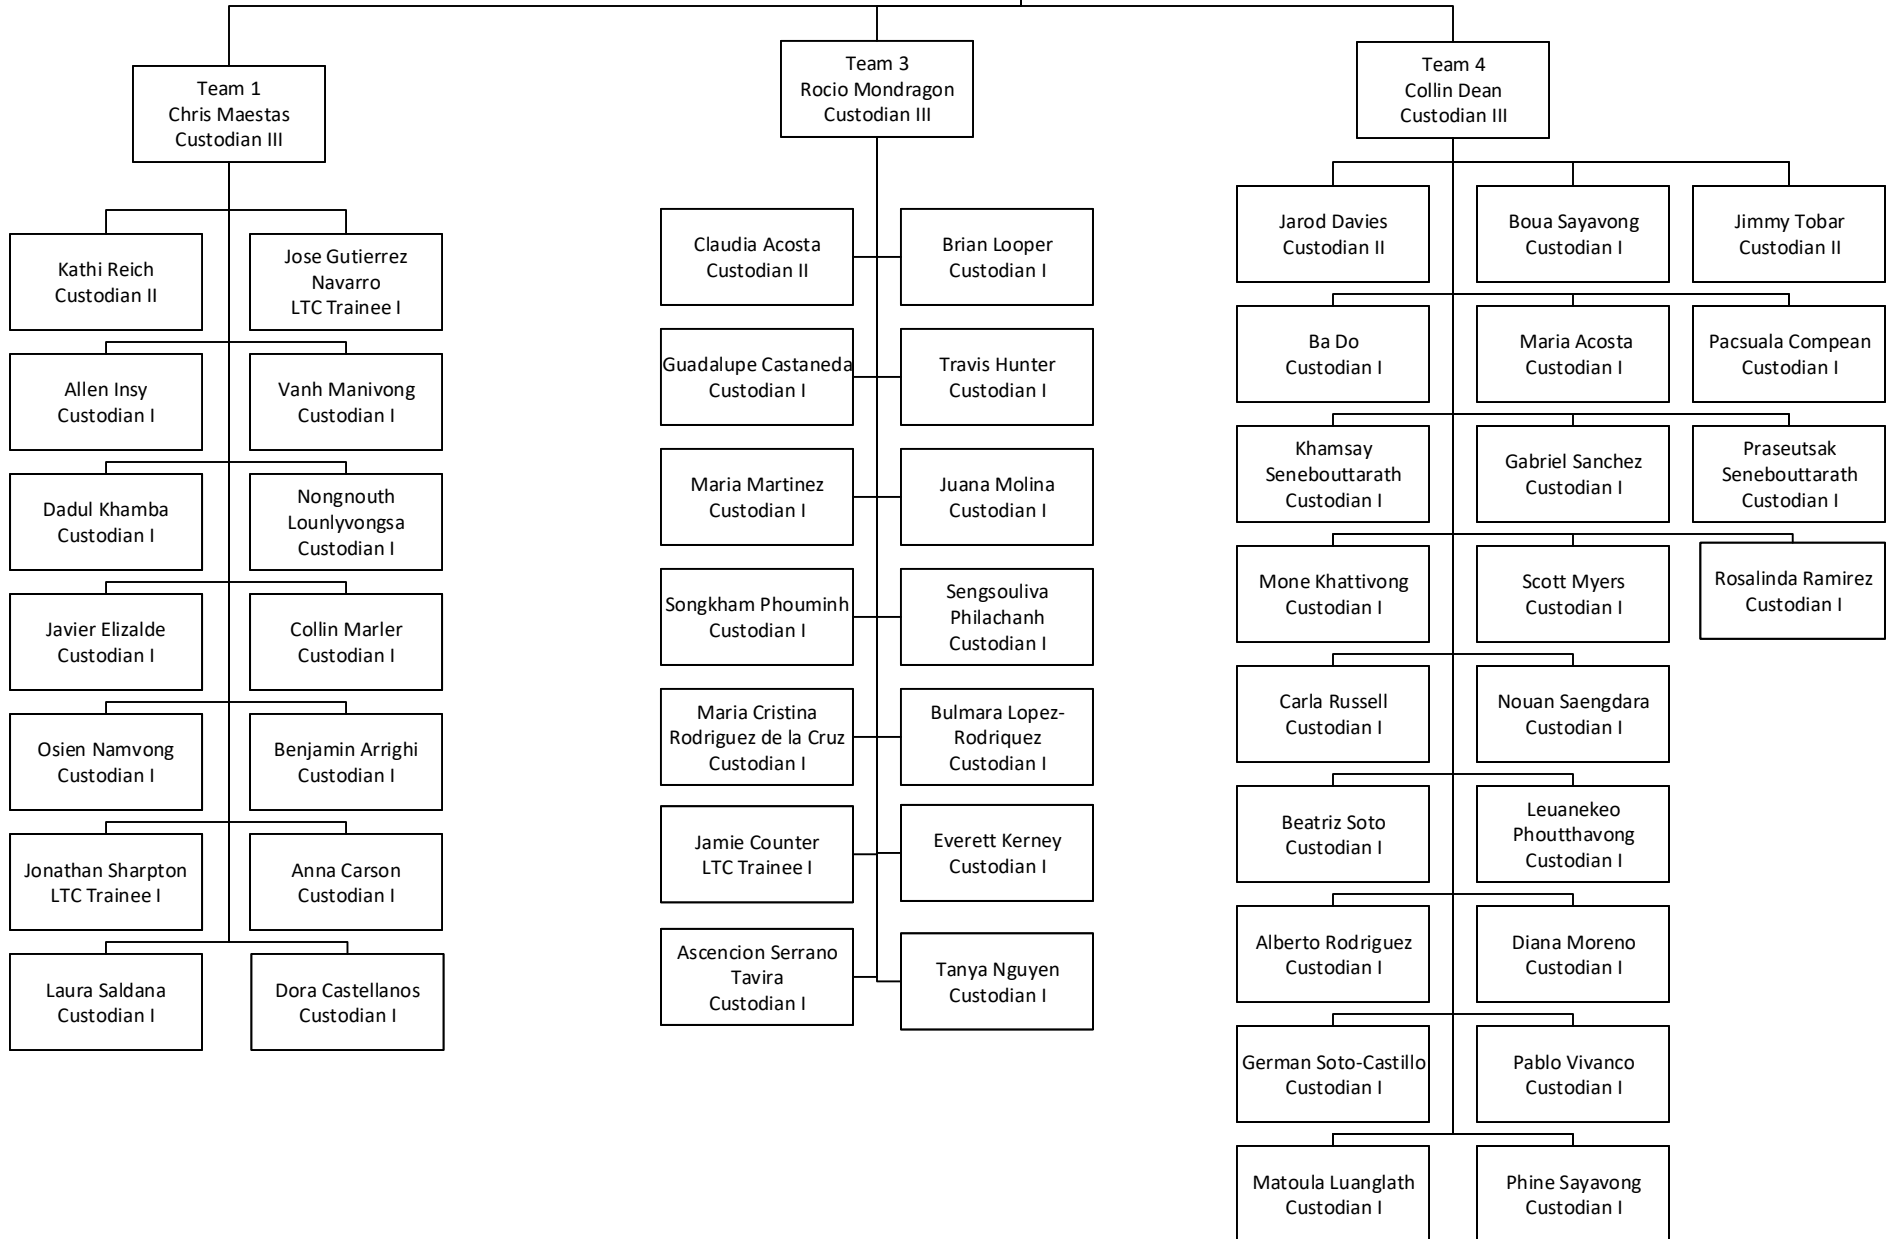 Team 1
Chris Maestas
Custodian III
Kathi Reich
Custodian II
Jose Gutierrez
Navarro
LTC Trainee I
Allen Insy
Custodian I
Vanh Manivong
Custodian I
Dadul Khamba
Custodian I
Nongnouth
Lounlyvongsa
Custodian I
Javier Elizalde
Custodian I
Collin Marler
Custodian I
Osien Namvong
Custodian I
Benjamin Arrighi
Custodian I
Jonathan Sharpton
LTC Trainee I
Anna Carson
Custodian I
Laura Saldana
Custodian I
Dora Castellanos
Custodian I
Team 3
Rocio Mondragon
Custodian III
Claudia Acosta
Custodian II
Brian Looper
Custodian I
Guadalupe Castaneda
Custodian I
Travis Hunter
Custodian I
Maria Martinez
Custodian I
Juana Molina
Custodian I
Songkham Phouminh
Custodian I
Sengsouliva
Philachanh
Custodian I
Maria Cristina
Rodriguez de la Cruz
Custodian I
Bulmara Lopez-
Rodriquez
Custodian I
Jamie Counter
LTC Trainee I
Everett Kerney
Custodian I
Ascencion Serrano
Tavira
Custodian I
Tanya Nguyen
Custodian I
Team 4
Collin Dean
Custodian III
Jarod Davies
Custodian II
Boua Sayavong
Custodian I
Jimmy Tobar
Custodian II
Ba Do
Custodian I
Maria Acosta
Custodian I
Pacsuala Compean
Custodian I
Khamsay
Senebouttarath
Custodian I
Gabriel Sanchez
Custodian I
Praseutsak
Senebouttarath
Custodian I
Mone Khattivong
Custodian I
Scott Myers
Custodian I
Rosalinda Ramirez
Custodian I
Carla Russell
Custodian I
Nouan Saengdara
Custodian I
Beatriz Soto
Custodian I
Leuanekeo
Phoutthavong
Custodian I
Alberto Rodriguez
Custodian I
Diana Moreno
Custodian I
German Soto-Castillo
Custodian I
Pablo Vivanco
Custodian I
Matoula Luanglath
Custodian I
Phine Sayavong
Custodian I